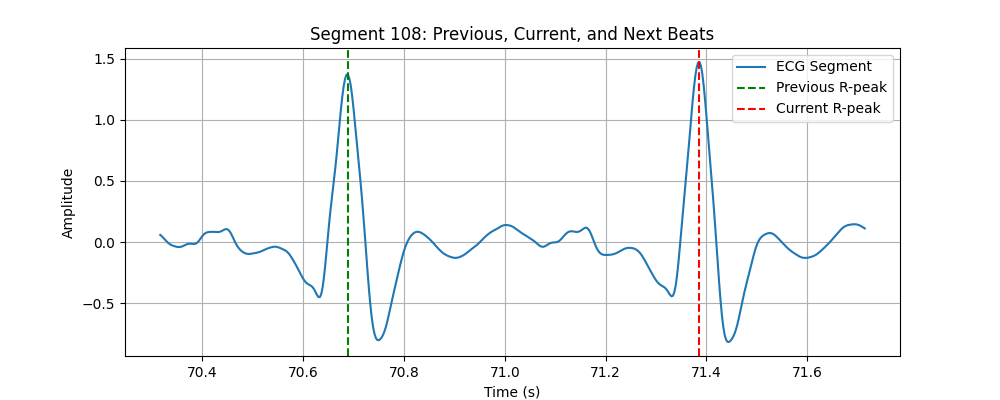 Segment 108: Previous, Current, and Next Beats
1.5
1.0
0.5
0.0
−0.5
Amplitude
ECG Segment
Previous R-peak
Current R-peak
70.4 70.6 70.8 71.0 71.2 71.4 71.6
Time (s)